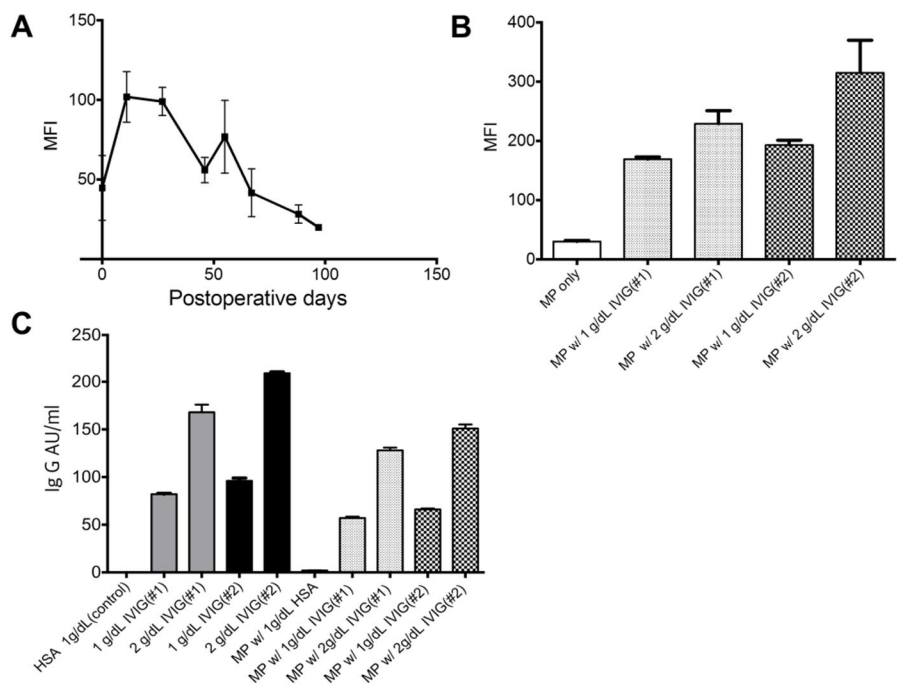 A
150
100
50
MFI
0
50
100
150
Postoperative days
B
400
300
200
100
0
MFI
MP only
MP w/ 1 g/dL IVIG(#1)
MP w/ 2 g/dL IVIG(#1)
MP w/ 1 g/dL IVIG(#2)
MP w/ 2 g/dL IVIG(#2)
C
250
200
150
100
50
0
Ig G AU/ml
HSA 1g/dL(control)
1 g/dL IVIG(#1)
2 g/dL IVIG(#1)
1 g/dL IVIG(#2)
2 g/dL IVIG(#2)
MP w/ 1g/dL HSA
MP w/ 1g/dL IVIG(#1)
MP w/ 2g/dL IVIG(#1)
MP w/ 1g/dL IVIG(#2)
MP w/ 2g/dL IVIG(#2)